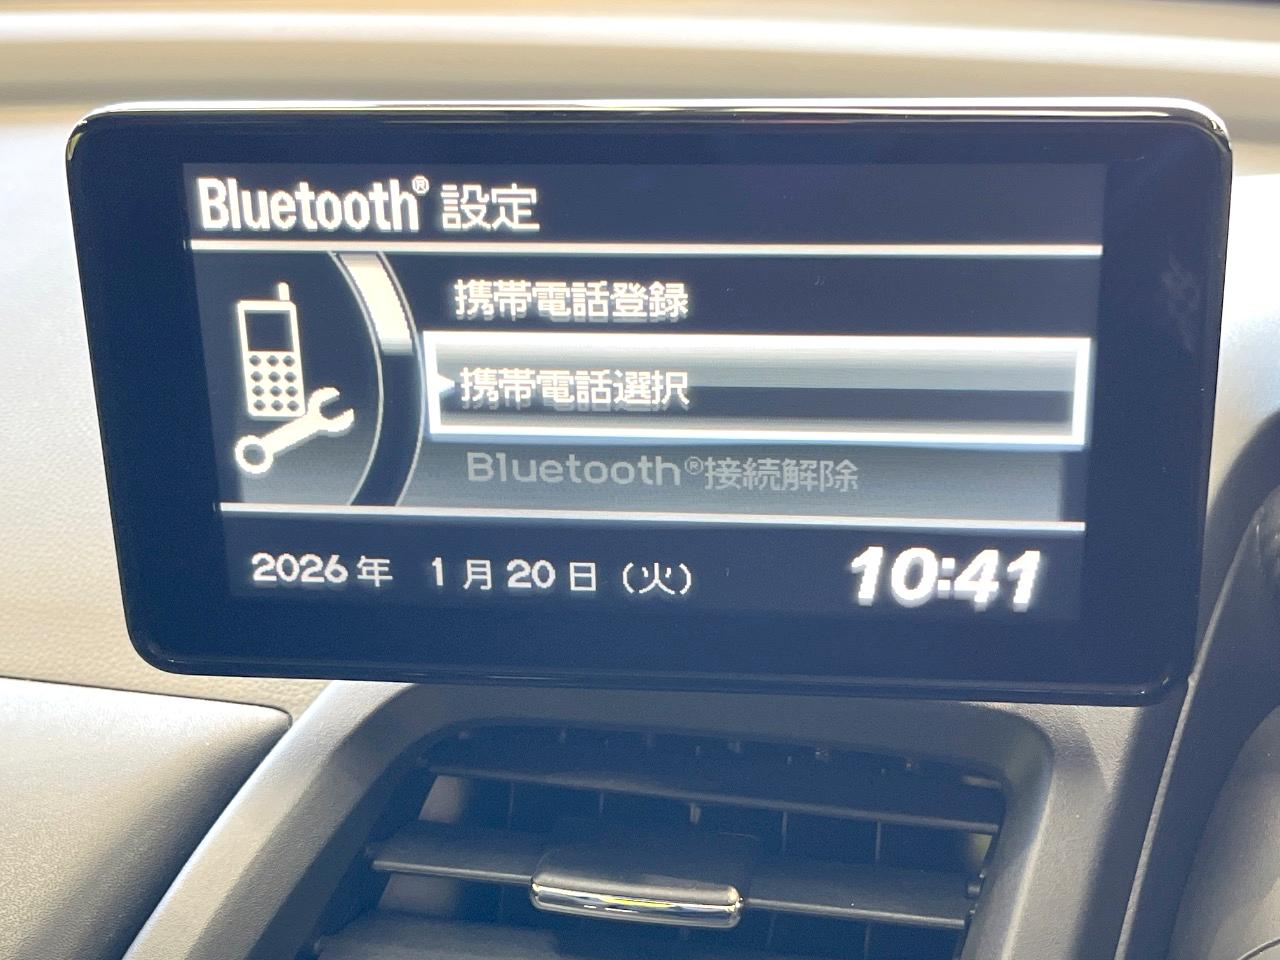 Bluetooth® 設定
携帯電話登録
携帯電話選択
Bluetooth®接続解除
2026年 1月20日（火） 10:41